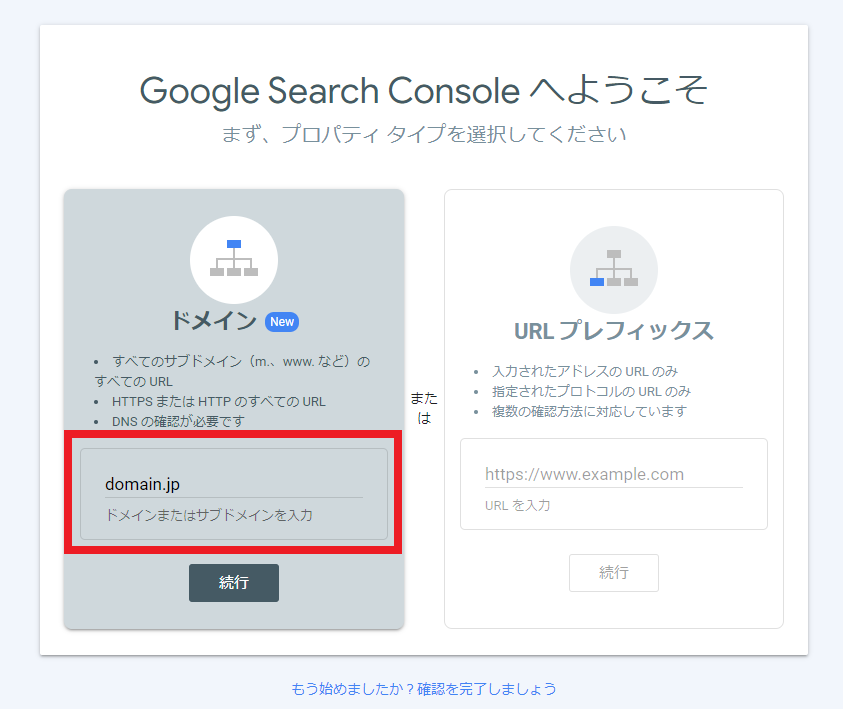 Google Search Console へようこそ
まず、プロパティ タイプを選択してください
ドメイン New
• すべてのサブドメイン（m.、www. など）の
すべての URL
• HTTPS または HTTP のすべての URL
• DNS の確認が必要です
domain.jp
ドメインまたはサブドメインを入力
続行
また
は
URL プレフィックス
• 入力されたアドレスの URL のみ
• 指定されたプロトコルの URL のみ
• 複数の確認方法に対応しています
https://www.example.com
URL を入力
続行
もう始めましたか？確認を完了しましょう